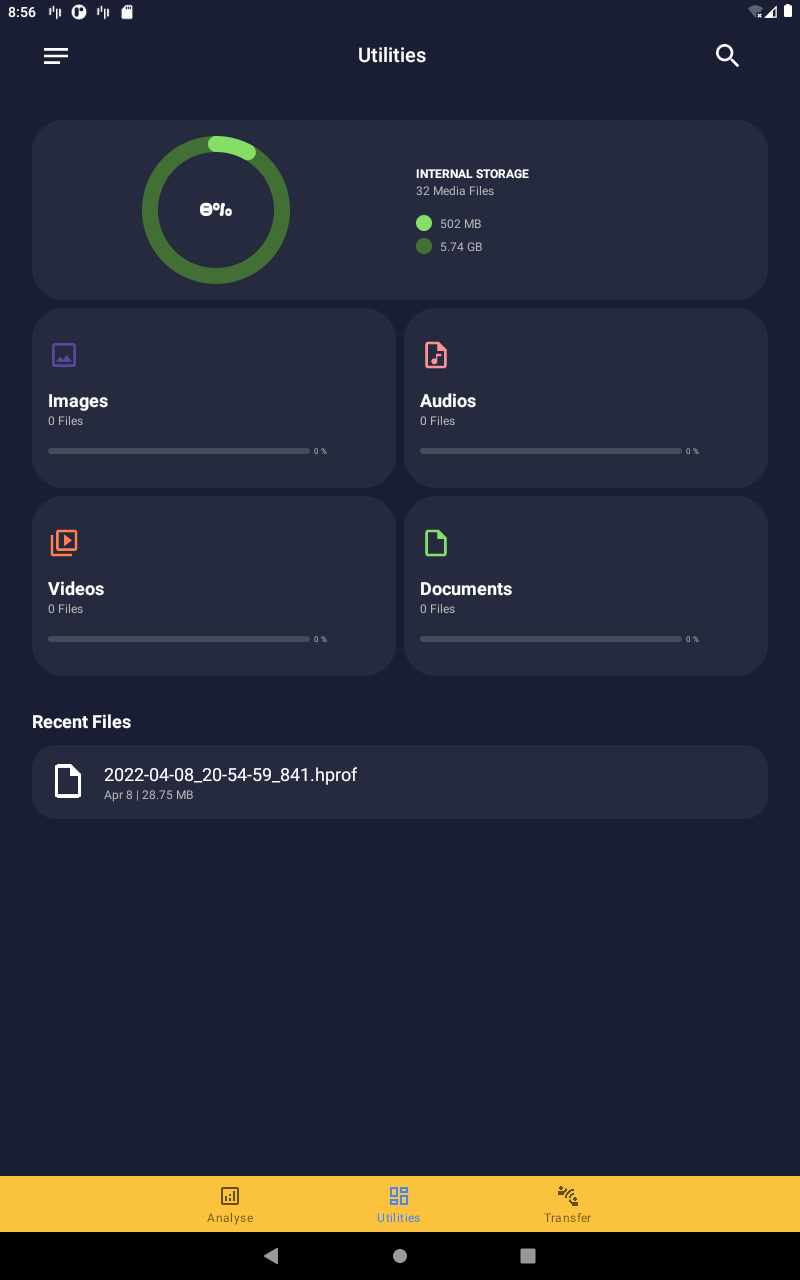 8:56
Utilities
8%
INTERNAL STORAGE
32 Media Files
502 MB
5.74 GB
Images
0 Files
0 %
Audios
0 Files
0 %
Videos
0 Files
0 %
Documents
0 Files
0 %
Recent Files
2022-04-08_20-54-59_841.hprof
Apr 8 | 28.75 MB
Analyse
Utilities
Transfer